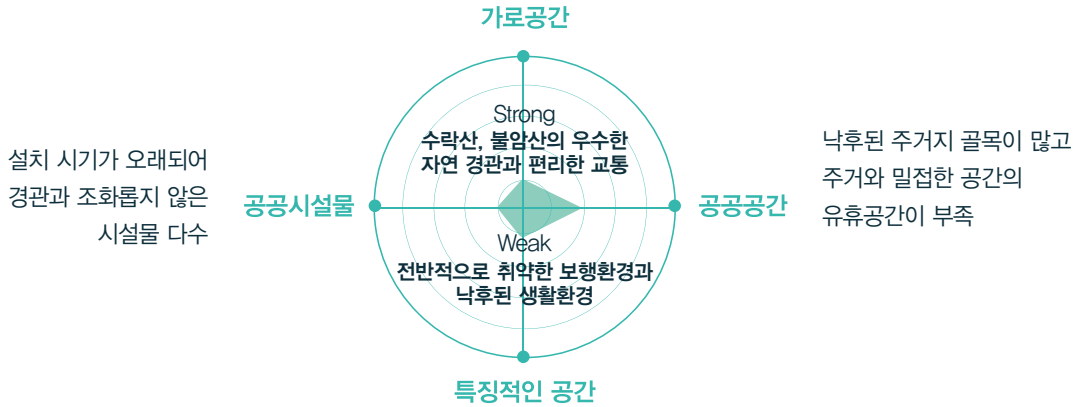 가로공간
Strong
수락산, 불암산의 우수한
자연 경관과 편리한 교통
설치 시기가 오래되어
경관과 조화롭지 않은
시설물 다수
공공시설물
공공공간
낙후된 주거지 골목이 많고
주거와 밀접한 공간의
유휴공간이 부족
Weak
전반적으로 취약한 보행환경과
낙후된 생활환경
특징적인 공간